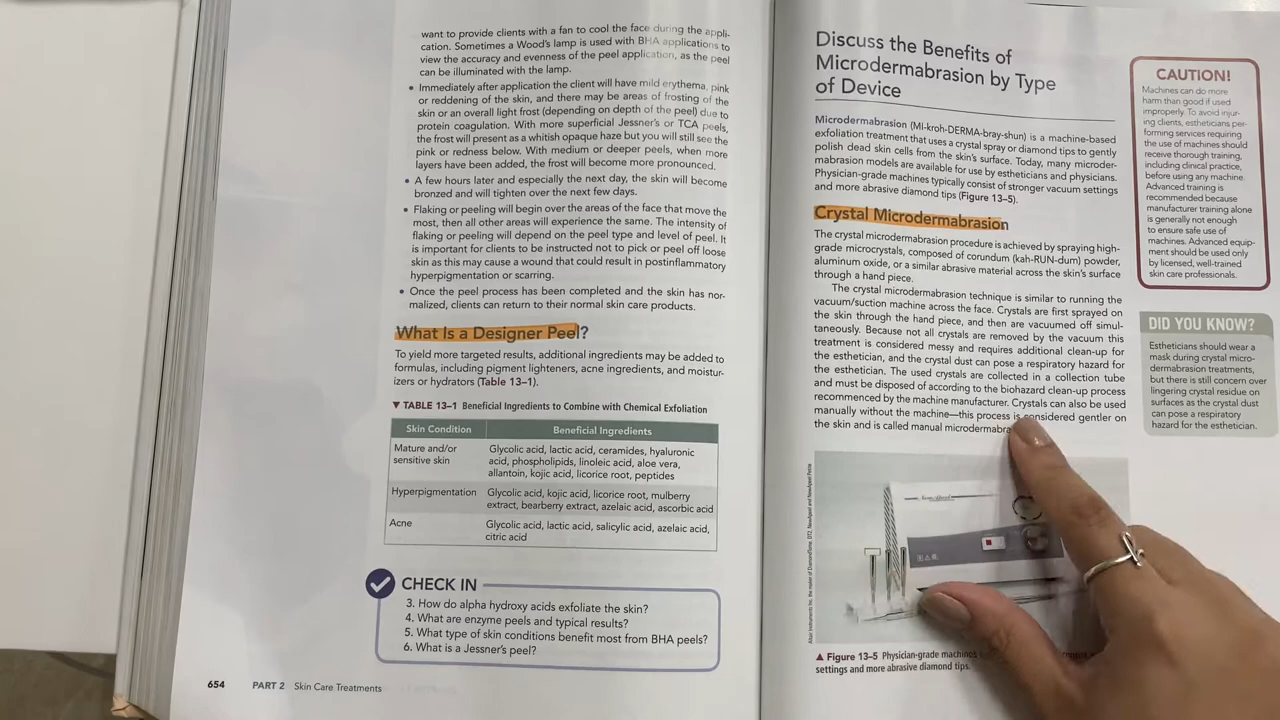 want to provide clients with a fan to cool the face during the appli-
cation. Sometimes a Wood's lamp is used with BHA applications to
view the accuracy and evenness of the peel application, as the peel
can be illuminated with the lamp.
• Immediately after application the client will have mild erythema, pink
or reddening of the skin, and there may be areas of frosting of the
skin or an overall light frost (depending on depth of the peel) due to
protein coagulation. With more superficial Jessner's or TCA peels,
the frost will present as a whitish opaque haze but you will still see the
pink or redness below. With medium or deeper peels, when more
layers have been added, the frost will become more pronounced.
• A few hours later and especially the next day, the skin will become
bronzed and will tighten over the next few days.
• Flaking or peeling will begin over the areas of the face that move the
most, then all other areas will experience the same. The intensity of
flaking or peeling will depend on the peel type and level of peel. It
is important for clients to be instructed not to pick or peel off loose
skin as this may cause a wound that could result in postinflammatory
hyperpigmentation or scarring.
• Once the peel process has been completed and the skin has nor-
malized, clients can return to their normal skin care products.
What Is a Designer Peel?
To yield more targeted results, additional ingredients may be added to
formulas, including pigment lighteners, acne ingredients, and moistur-
izers or hydrators (Table 13–1).
▼ TABLE 13–1 Beneficial Ingredients to Combine with Chemical Exfoliation
Skin Condition Beneficial Ingredients
Mature and/or Glycolic acid, lactic acid, ceramides, hyaluronic
sensitive skin acid, phospholipids, linoleic acid, aloe vera,
allantoin, kojic acid, licorice root, peptides
Hyperpigmentation Glycolic acid, kojic acid, licorice root, mulberry
extract, bearberry extract, azelaic acid, ascorbic acid
Acne Glycolic acid, lactic acid, salicylic acid, azelaic acid,
citric acid
CHECK IN
3. How do alpha hydroxy acids exfoliate the skin?
4. What are enzyme peels and typical results?
5. What type of skin conditions benefit most from BHA peels?
6. What is a Jessner's peel?
654 PART 2 Skin Care Treatments
Discuss the Benefits of
Microdermabrasion by Type
of Device
Microdermabrasion (Mi-kroh-DERMA-bray-shun) is a machine-based
exfoliation treatment that uses a crystal spray or diamond tips to gently
polish dead skin cells from the skin's surface. Today, many microder-
mabrasion models are available for use by estheticians and physicians.
Physician-grade machines typically consist of stronger vacuum settings
and more abrasive diamond tips (Figure 13–5).
Crystal Microdermabrasion
The crystal microdermabrasion procedure is achieved by spraying high-
grade microcrystals, composed of corundum (kah-RUN-dum) powder,
aluminum oxide, or a similar abrasive material across the skin's surface
through a hand piece.
The crystal microdermabrasion technique is similar to running the
vacuum/suction machine across the face. Crystals are first sprayed on
the skin through the hand piece, and then are vacuumed off simul-
taneously. Because not all crystals are removed by the vacuum this
treatment is considered messy and requires additional clean-up for
the esthetician, and the crystal dust can pose a respiratory hazard for
the esthetician. The used crystals are collected in a collection tube
and must be disposed of according to the biohazard clean-up process
recommenced by the machine manufacturer. Crystals can also be used
manually without the machine—this process is considered gentler on
the skin and is called manual microdermabra
▲ Figure 13–5 Physician-grade machines
settings and more abrasive diamond tips.
CAUTION!
Machines can do more
harm than good if used
improperly. To avoid injur-
ing clients, estheticians per-
forming services requiring
the use of machines should
receive thorough training,
including clinical practice,
before using any machine.
Advanced training is
recommended because
manufacturer training alone
is generally not enough
to ensure safe use of
machines. Advanced equip-
ment should be used only
by licensed, well-trained
skin care professionals.
DID YOU KNOW?
Estheticians should wear a
mask during crystal micro-
dermabrasion treatments,
but there is still concern over
lingering crystal residue on
surfaces as the crystal dust
can pose a respiratory
hazard for the esthetician.